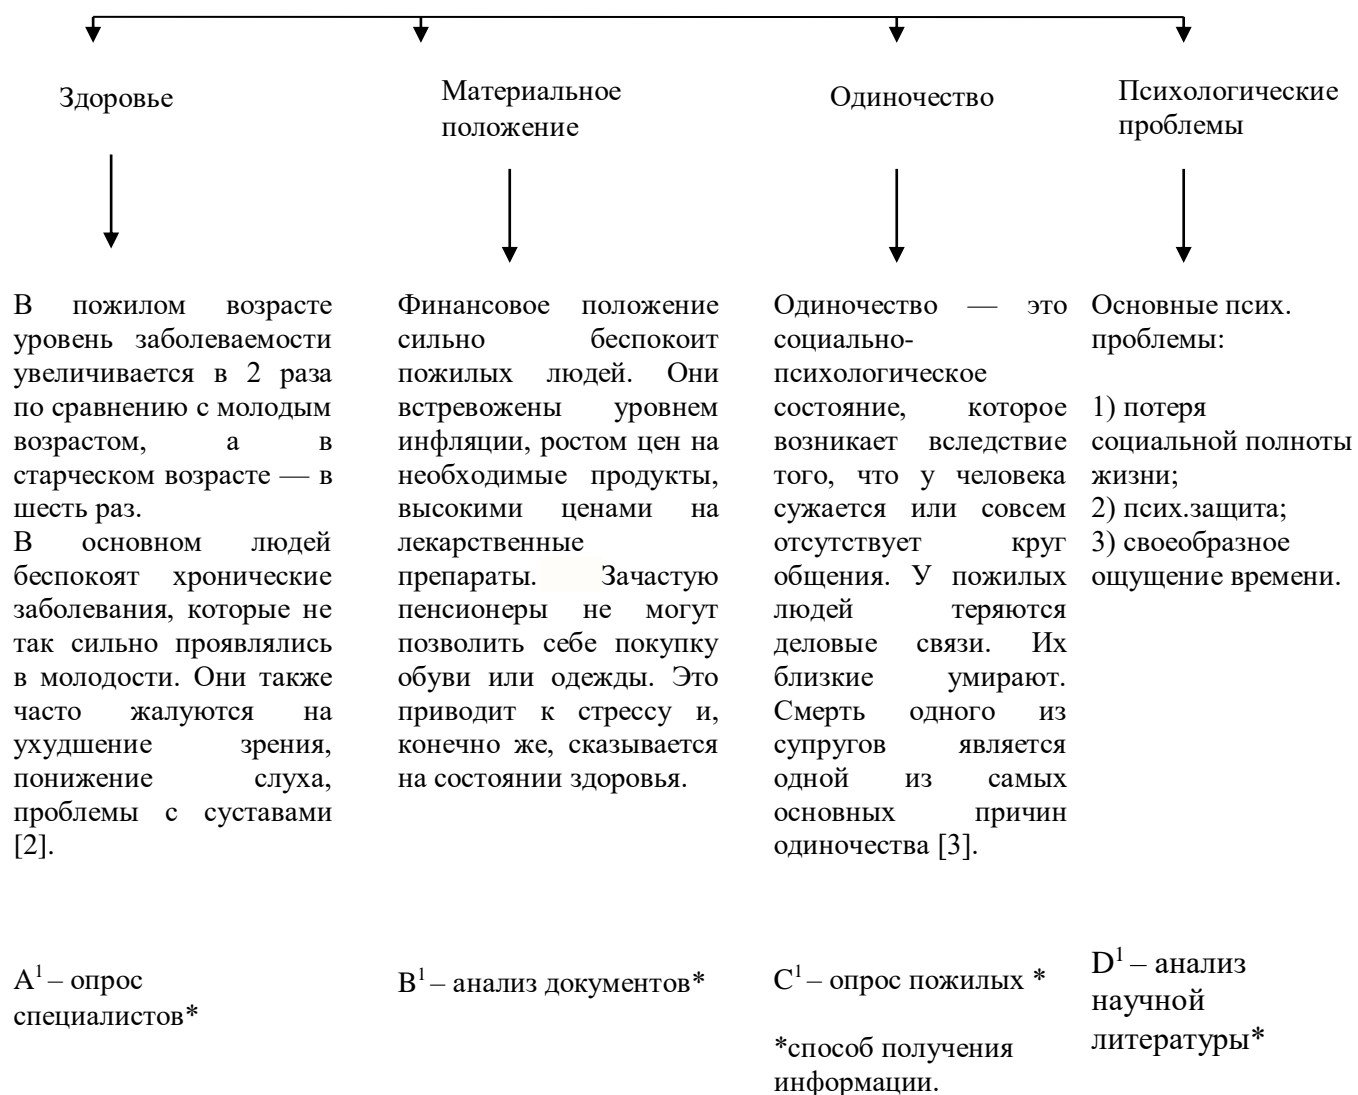 Здоровье
Материальное
положение
Одиночество
Психологические
проблемы
В пожилом возрасте
уровень заболеваемости
увеличивается в 2 раза
по сравнению с молодым
возрастом, а в
старческом возрасте — в
шесть раз.
В основном людей
беспокоят хронические
заболевания, которые не
так сильно проявлялись
в молодости. Они также
часто жалуются на
ухудшение зрения,
понижение слуха,
проблемы с суставами
[2].
Финансовое положение
сильно беспокоит
пожилых людей. Они
встревожены уровнем
инфляции, ростом цен на
необходимые продукты,
высокими ценами на
лекарственные
препараты. Зачастую
пенсионеры не могут
позволить себе покупку
обуви или одежды. Это
приводит к стрессу и,
конечно же, сказывается
на состоянии здоровья.
Одиночество — это
социально-
психологическое
состояние, которое
возникает вследствие
того, что у человека
сужается или совсем
отсутствует круг
общения. У пожилых
людей теряются
деловые связи. Их
близкие умирают.
Смерть одного из
супругов является
одной из самых
основных причин
одиночества [3].
Основные псих.
проблемы:
1) потеря
социальной полноты
жизни;
2) псих.защита;
3) своеобразное
ощущение времени.
A¹ – опрос
специалистов*
B¹ – анализ документов*
C¹ – опрос пожилых *
*способ получения
информации.
D¹ – анализ
научной
литературы*